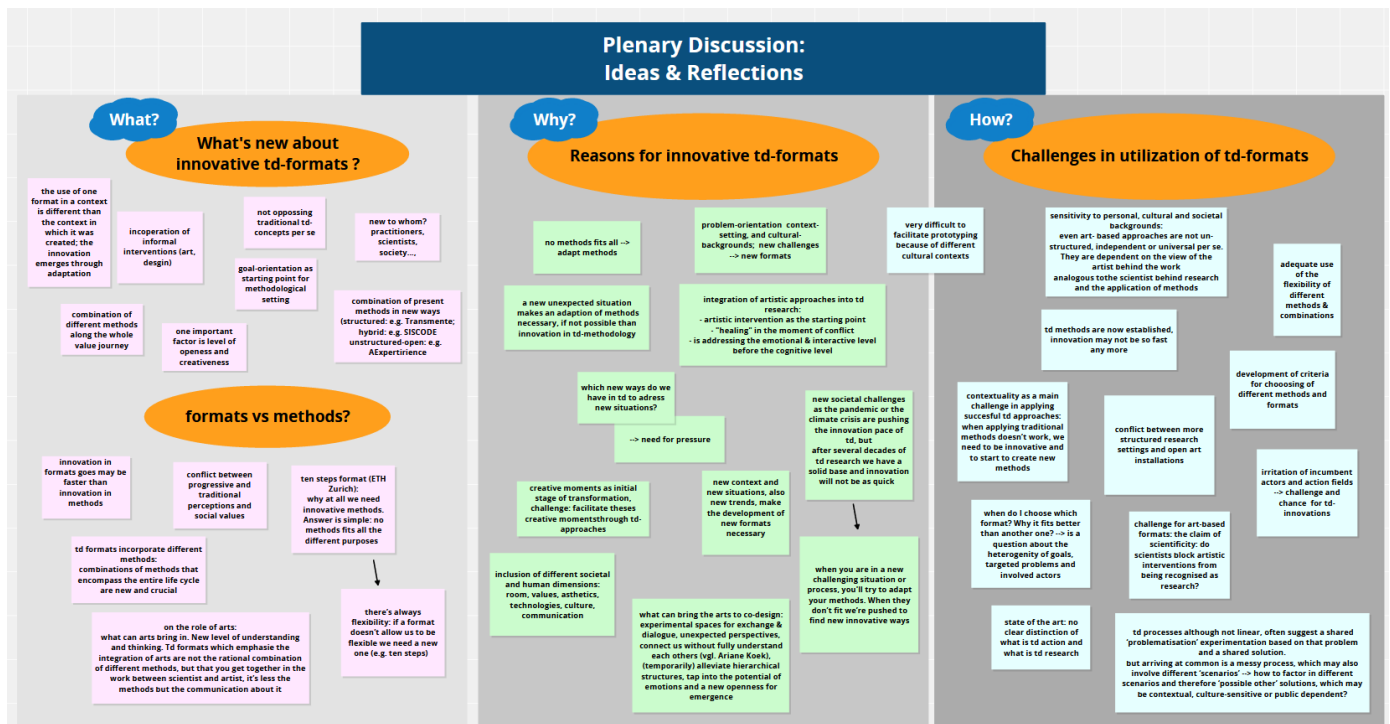 Plenary Discussion:
Ideas & Reflections
What?
What's new about
innovative td-formats ?
the use of one
format in a context
is different than
the context in
which it was
created; the
innovation
emerges through
adaptation
incoperation of
informal
interventions (art,
desgin)
not oppossing
traditional td-
concepts per se
new to whom?
practitioners,
scientists,
society...,
goal-orientation as
starting point for
methodological
setting
combination of
different methods
along the whole
value journey
one important
factor is level of
openess and
creativeness
combination of present
methods in new ways
(structured: e.g. Transmente;
hybrid: e.g. SISCODE
unstructured-open: e.g.
AExpertirience
formats vs methods?
innovation in
formats goes may be
faster than
innovation in
methods
conflict between
progressive and
traditional
perceptions and
social values
ten steps format (ETH
Zurich):
why at all we need
innovative methods.
Answer is simple: no
methods fits all the
different purposes
td formats incorporate different
methods:
combinations of methods that
encompass the entire life cycle
are new and crucial
there's always
flexibility: if a format
doesn't allow us to be
flexible we need a new
one (e.g. ten steps)
on the role of arts:
what can arts bring in. New level of understanding
and thinking. Td formats which emphasie the
integration of arts are not the rational combination
of different methods, but that you get together in the
work between scientist and artist, it's less the
methods but the communication about it
Why?
Reasons for innovative td-formats
no methods fits all -->
adapt methods
problem-orientation context-
setting, and cultural-
backgrounds; new challenges
--> new formats
a new unexpected situation
makes an adaption of methods
necessary, if not possible than
innovation in td-methodology
integration of artistic approaches into td
research:
- artistic intervention as the starting point
- "healing" in the moment of conflict
- is addressing the emotional & interactive level
before the cognitive level
which new ways do we
have in td to adress
new situations?
--> need for pressure
new societal challenges
as the pandemic or the
climate crisis are pushing
the innovation pace of
td, but
after several decades of
td research we have a
solid base and innovation
will not be as quick
creative moments as initial
stage of transformation,
challenge: facilitate theses
creative momentsthrough td-
approaches
new context and
new situations, also
new trends, make
the development of
new formats
necessary
inclusion of different societal
and human dimensions:
room, values, asthetics,
technologies, culture,
communication
when you are in a new
challenging situation or
process, you'll try to adapt
your methods. When they
don't fit we're pushed to
find new innovative ways
what can bring the arts to co-design:
experimental spaces for exchange &
dialogue, unexpected perspectives,
connect us without fully understand
each others (vgl. Ariane Koek),
(temporarily) alleviate hierarchical
structures, tap into the potential of
emotions and a new openness for
emergence
How?
Challenges in utilization of td-formats
very difficult to
facilitate prototyping
because of different
cultural contexts
sensitivity to personal, cultural and societal
backgrounds:
even art- based approaches are not un-
structured, independent or universal per se.
They are dependent on the view of the
artist behind the work
analogous tothe scientist behind research
and the application of methods
adequate use
of the
flexibility of
different
methods &
combinations
td methods are now established,
innovation may not be so fast
any more
development of criteria
for chooosing of
different methods and
formats
contextuality as a main
challenge in applying
succesful td approaches:
when applying traditional
methods doesn't work, we
need to be innovative and
to start to create new
methods
conflict between more
structured research
settings and open art
installations
irritation of incumbent
actors and action fields
--> challenge and
chance for td-
innovations
when do I choose which
format? Why it fits better
than another one? --> is
a question about the
heterogenity of goals,
targeted problems and
involved actors
challenge for art-based
formats: the claim of
scientificity: do
scientists block artistic
interventions from
being recognised as
research?
state of the art: no
clear distinction of
what is td action and
what is td research
td processes although not linear, often suggest a shared
'problematisation' experimentation based on that problem
and a shared solution.
but arriving at common is a messy process, which may also
involve different 'scenarios' --> how to factor in different
scenarios and therefore 'possible other' solutions, which may
be contextual, culture-sensitive or public dependent?